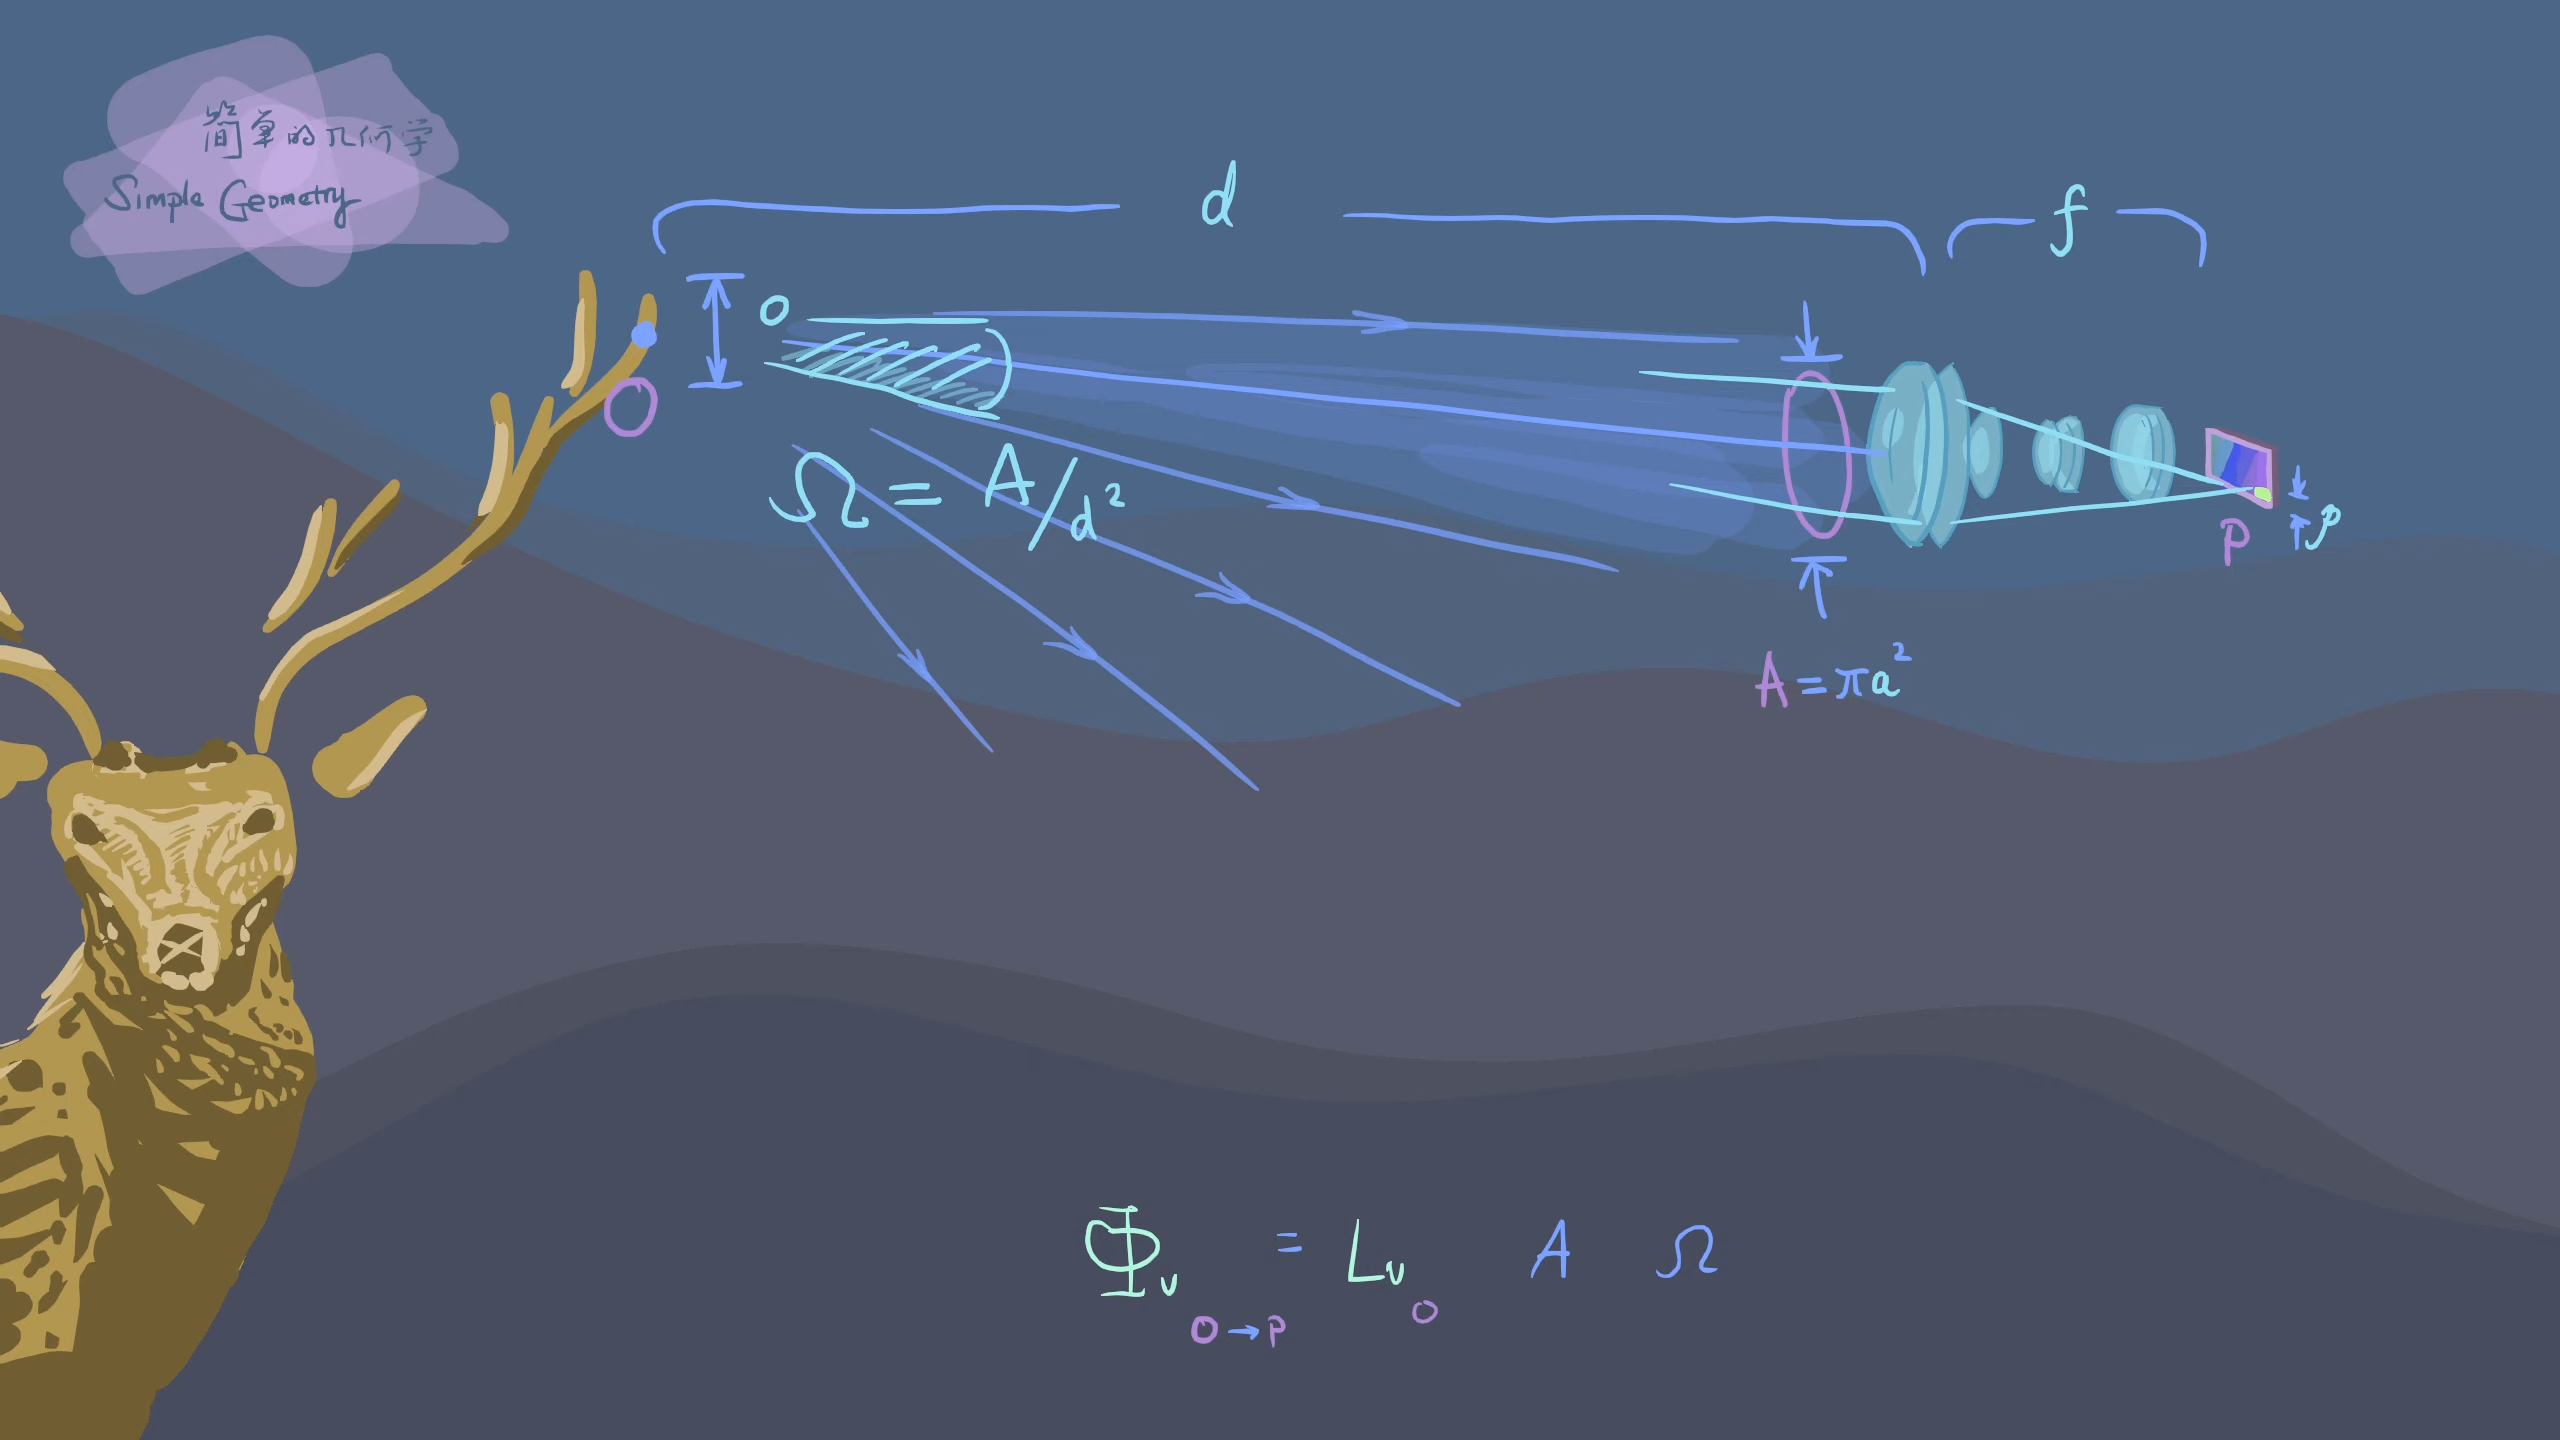 简单的几何学
Simple Geometry
d
f
o
O
Ω = A/d²
P
ρ
A = πa²
Φᵥ O→P = Lᵥ O A Ω